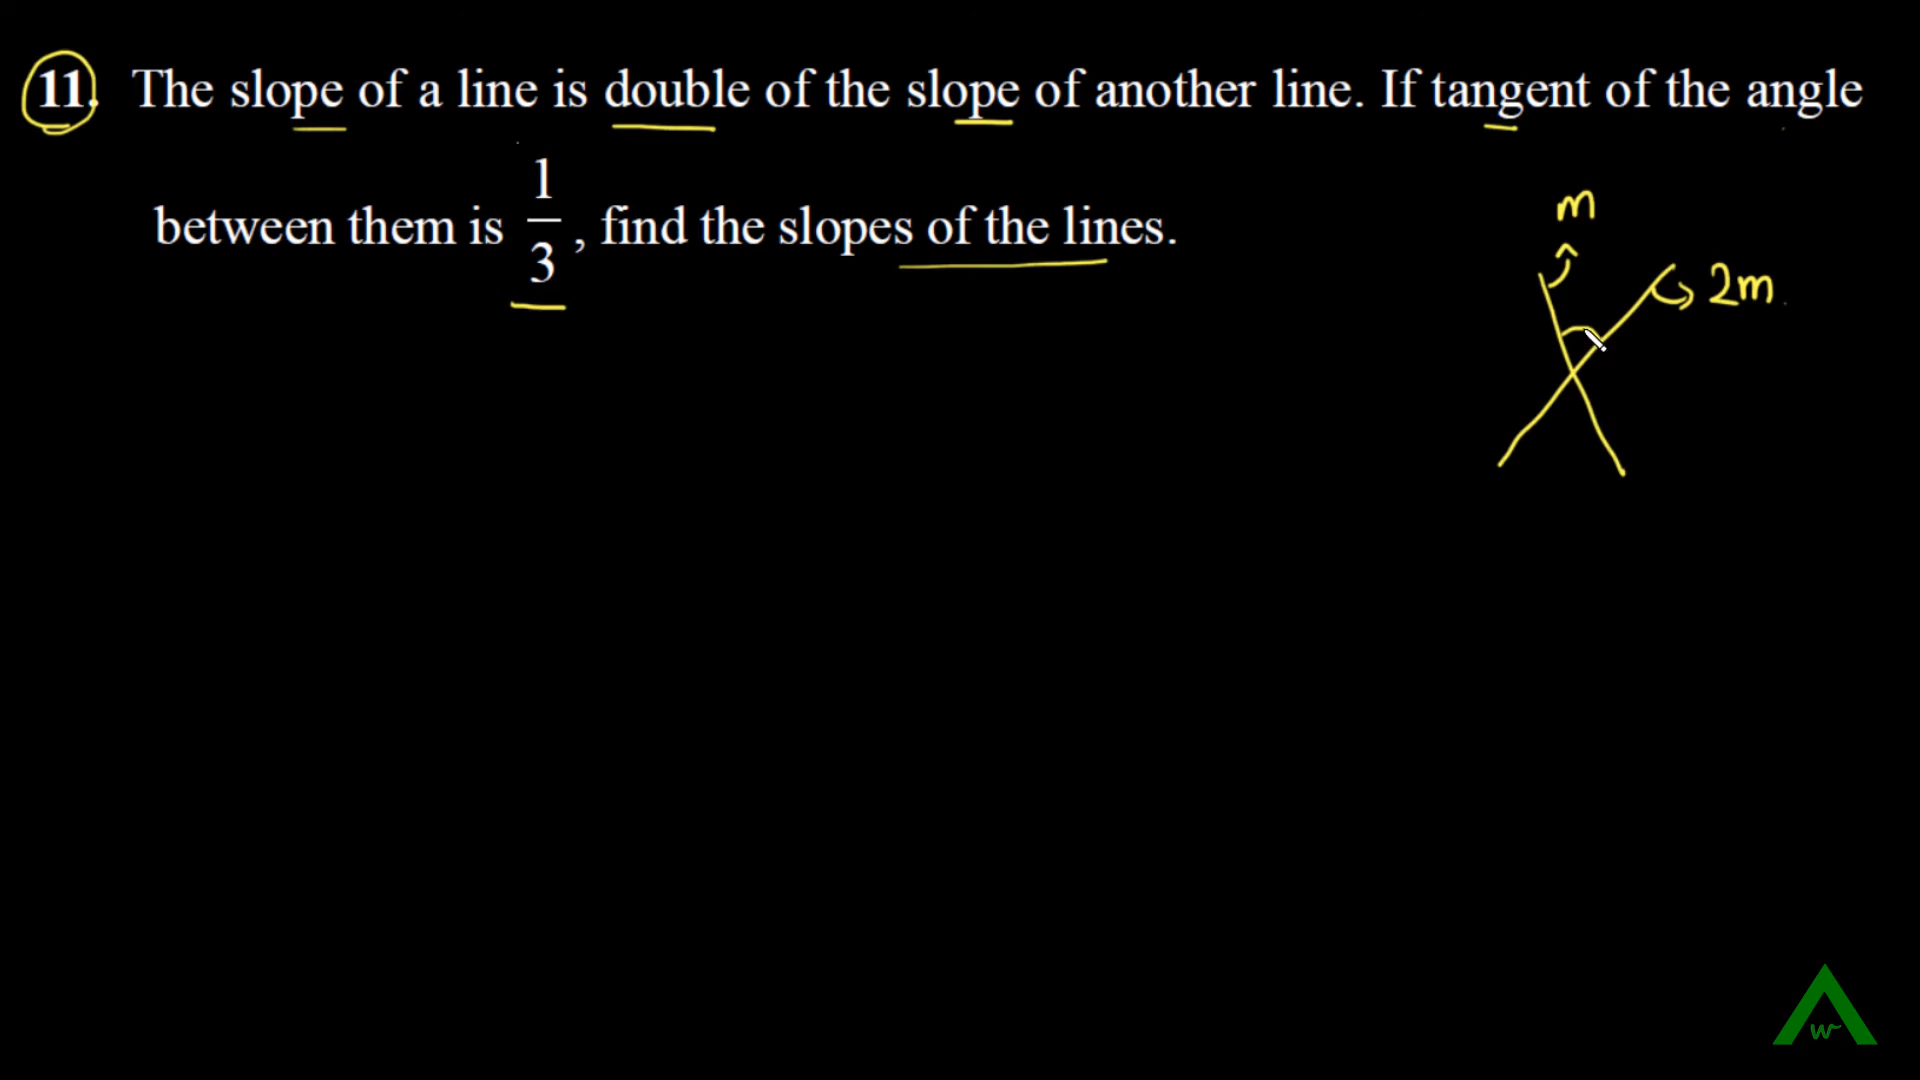 11. The slope of a line is double of the slope of another line. If tangent of the angle
between them is 1/3, find the slopes of the lines.
m
2m
w